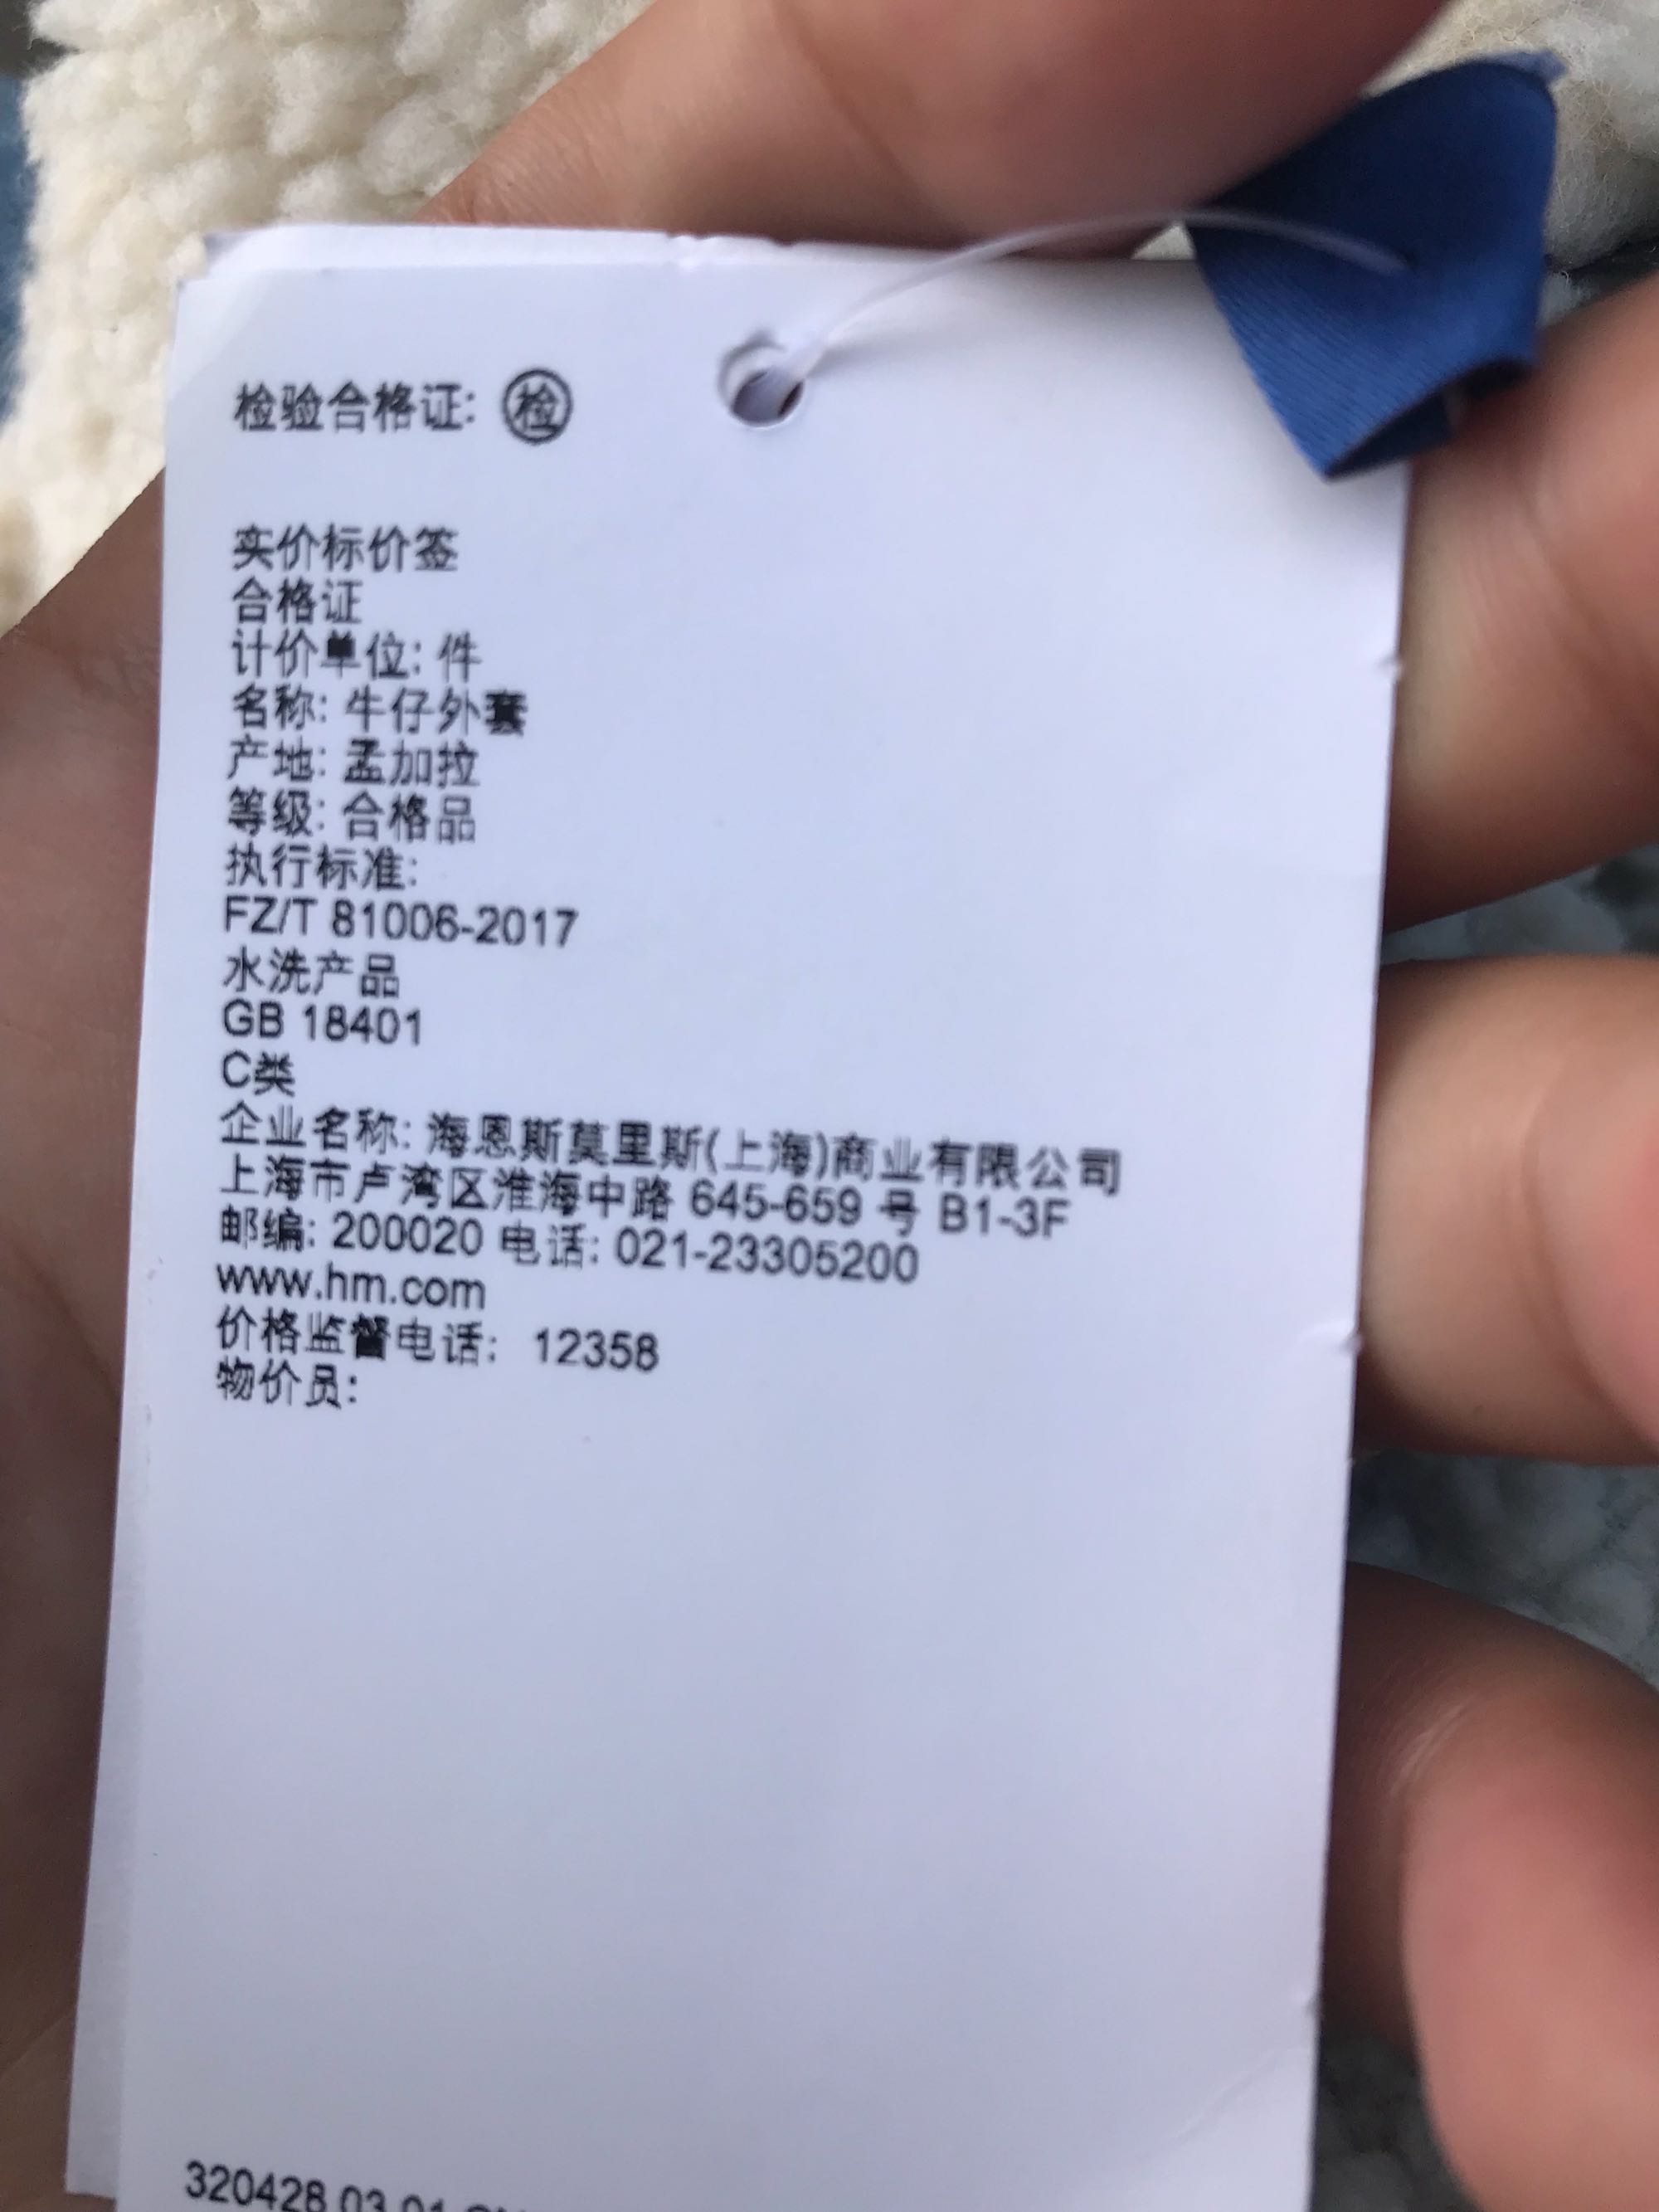 检验合格证: 检
实价标价签
合格证
计价单位: 件
名称: 牛仔外套
产地: 孟加拉
等级: 合格品
执行标准:
FZ/T 81006-2017
水洗产品
GB 18401
C类
企业名称: 海恩斯莫里斯(上海)商业有限公司
上海市卢湾区淮海中路 645-659 号 B1-3F
邮编: 200020 电话: 021-23305200
www.hm.com
价格监督电话: 12358
物价员:
320428 03 01